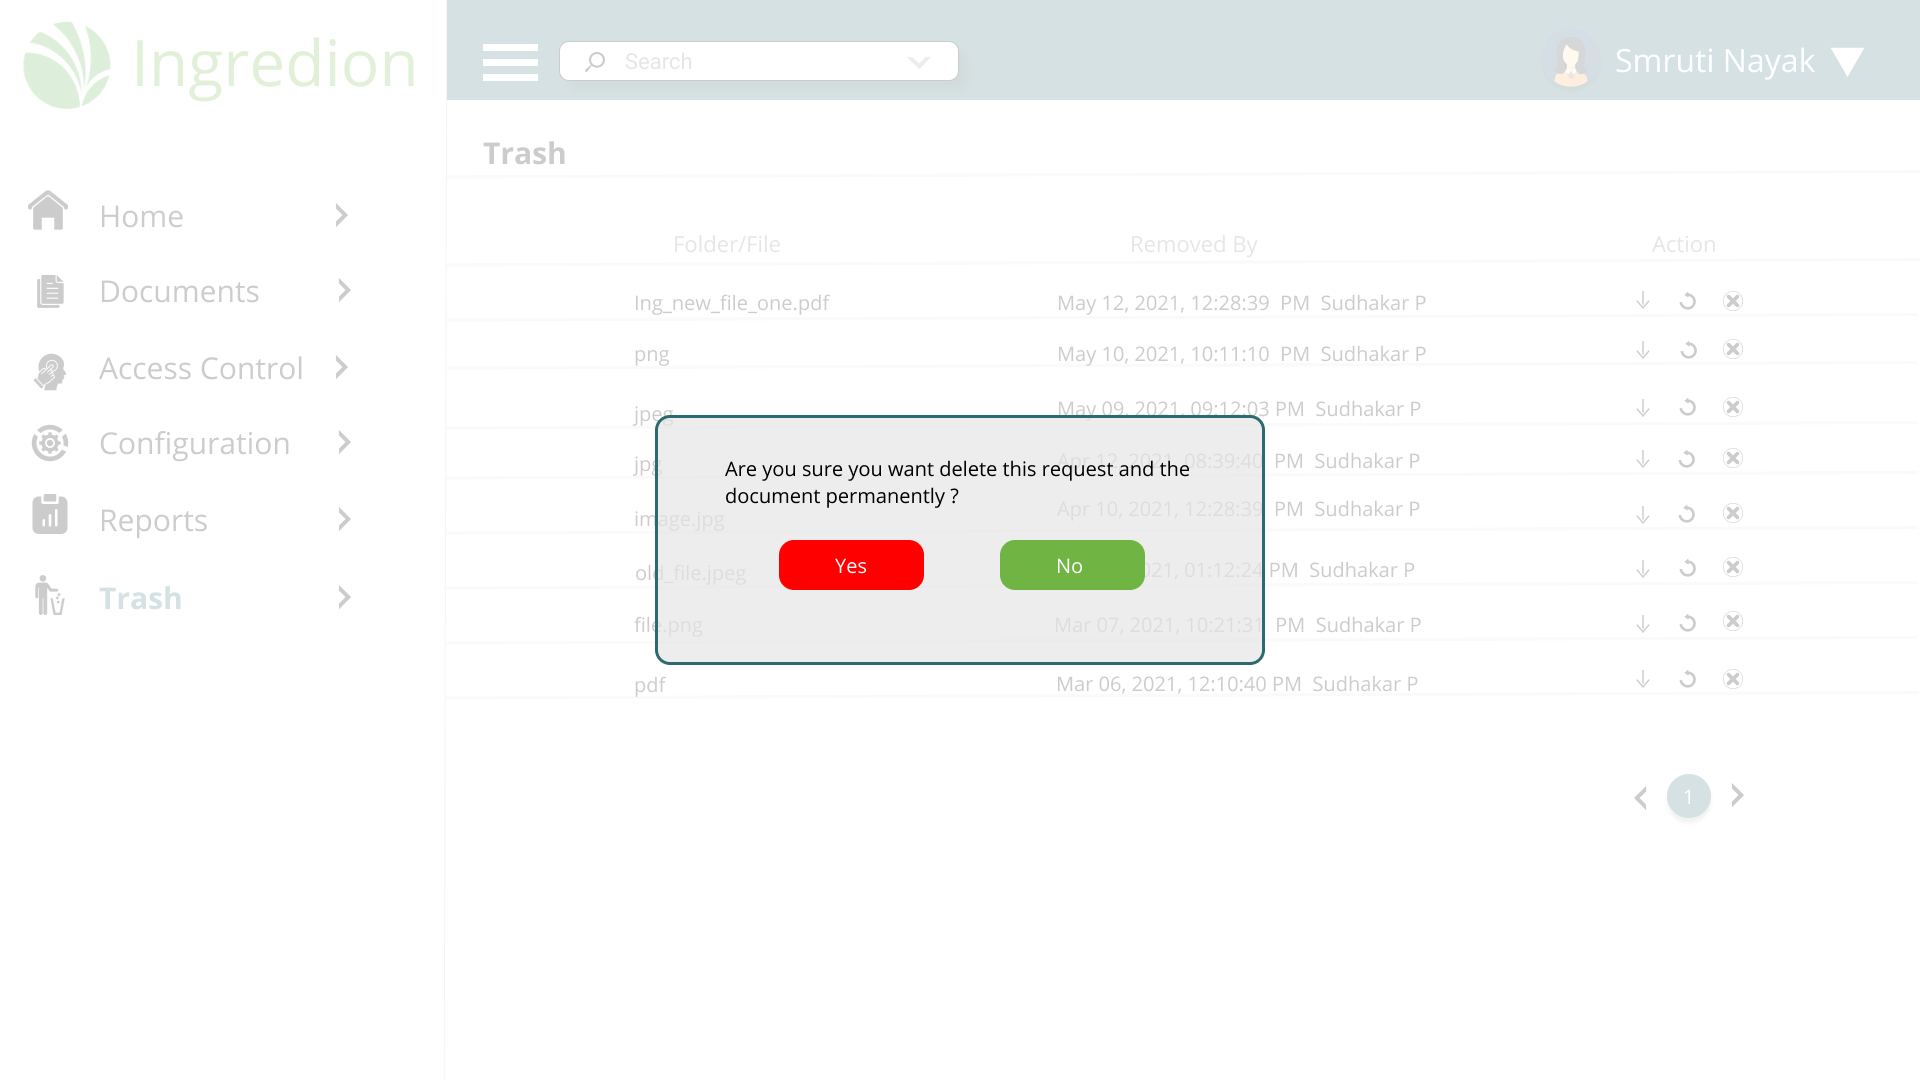 Ingredion
Search
Smruti Nayak
Trash
Home
Documents
Access Control
Configuration
Reports
Trash
Folder/File Removed By Action
Ing_new_file_one.pdf May 12, 2021, 12:28:39 PM Sudhakar P
png May 10, 2021, 10:11:10 PM Sudhakar P
jpeg May 09, 2021, 09:12:03 PM Sudhakar P
jpg Apr 12, 2021, 08:39:40 PM Sudhakar P
image.jpg Apr 10, 2021, 12:28:39 PM Sudhakar P
old_file.jpeg 2021, 01:12:24 PM Sudhakar P
file.png Mar 07, 2021, 10:21:31 PM Sudhakar P
pdf Mar 06, 2021, 12:10:40 PM Sudhakar P
Are you sure you want delete this request and the
document permanently ?
Yes No
1